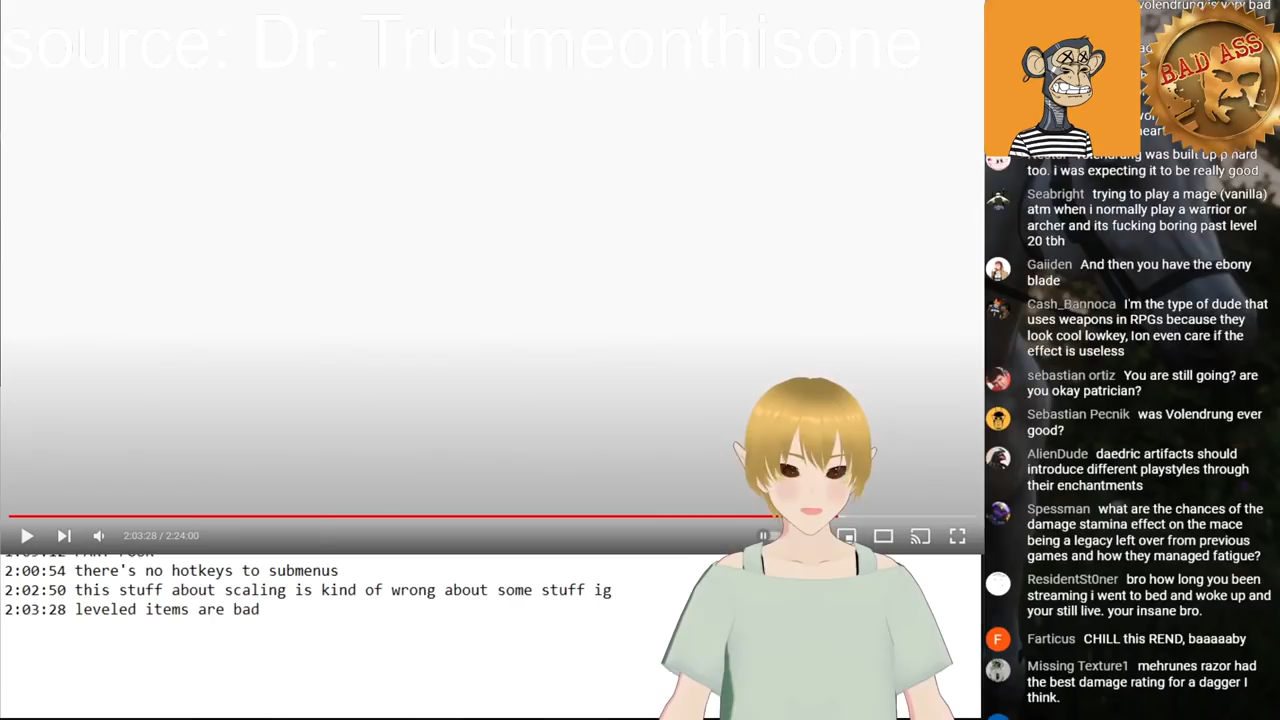 source: Dr. Trustmeonthisone
2:03:28 / 2:24:00
2:00:54 there's no hotkeys to submenus
2:02:50 this stuff about scaling is kind of wrong about some stuff ig
2:03:28 leveled items are bad
BAD ASS
volendrung is very bad
was built up p hard
too. i was expecting it to be really good
Seabright trying to play a mage (vanilla)
atm when i normally play a warrior or
archer and its fucking boring past level
20 tbh
Gaiiden And then you have the ebony
blade
Cash_Bannoca I'm the type of dude that
uses weapons in RPGs because they
look cool lowkey, Ion even care if the
effect is useless
sebastian ortiz You are still going? are
you okay patrician?
Sebastian Pecnik was Volendrung ever
good?
AlienDude daedric artifacts should
introduce different playstyles through
their enchantments
Spessman what are the chances of the
damage stamina effect on the mace
being a legacy left over from previous
games and how they managed fatigue?
ResidentSt0ner bro how long you been
streaming i went to bed and woke up and
your still live. your insane bro.
F
Farticus CHILL this REND, baaaaaby
Missing Texture1 mehrunes razor had
the best damage rating for a dagger I
think.